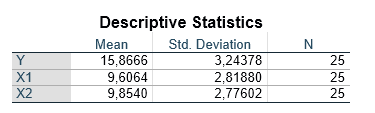 Descriptive Statistics
Mean Std. Deviation N
Y 15,8666 3,24378 25
X1 9,6064 2,81880 25
X2 9,8540 2,77602 25